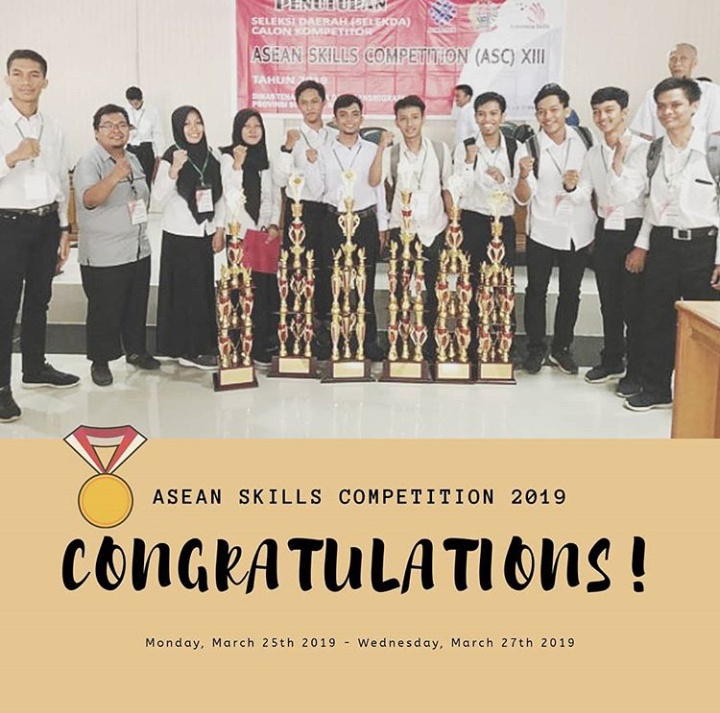 PENUTUPAN
SELEKSI DAERAH (SELEKDA)
CALON KOMPETITOR
ASEAN SKILLS COMPETITION (ASC) XIII
TAHUN 2019
PROVINSI
ASEAN SKILLS COMPETITION 2019
CONGRATULATIONS!
Monday, March 25th 2019 - Wednesday, March 27th 2019